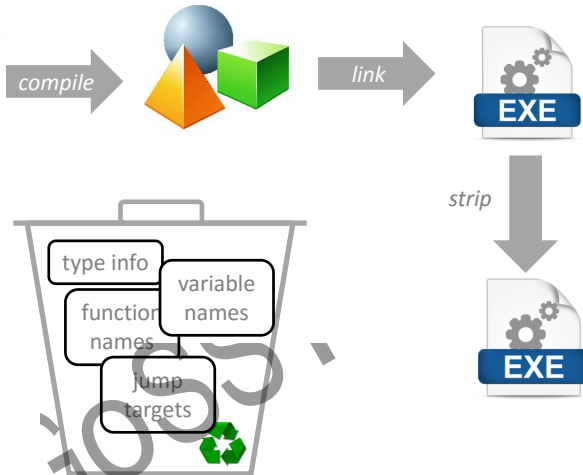 compile
link
EXE
strip
type info
variable
names
function
names
jump
targets
EXE